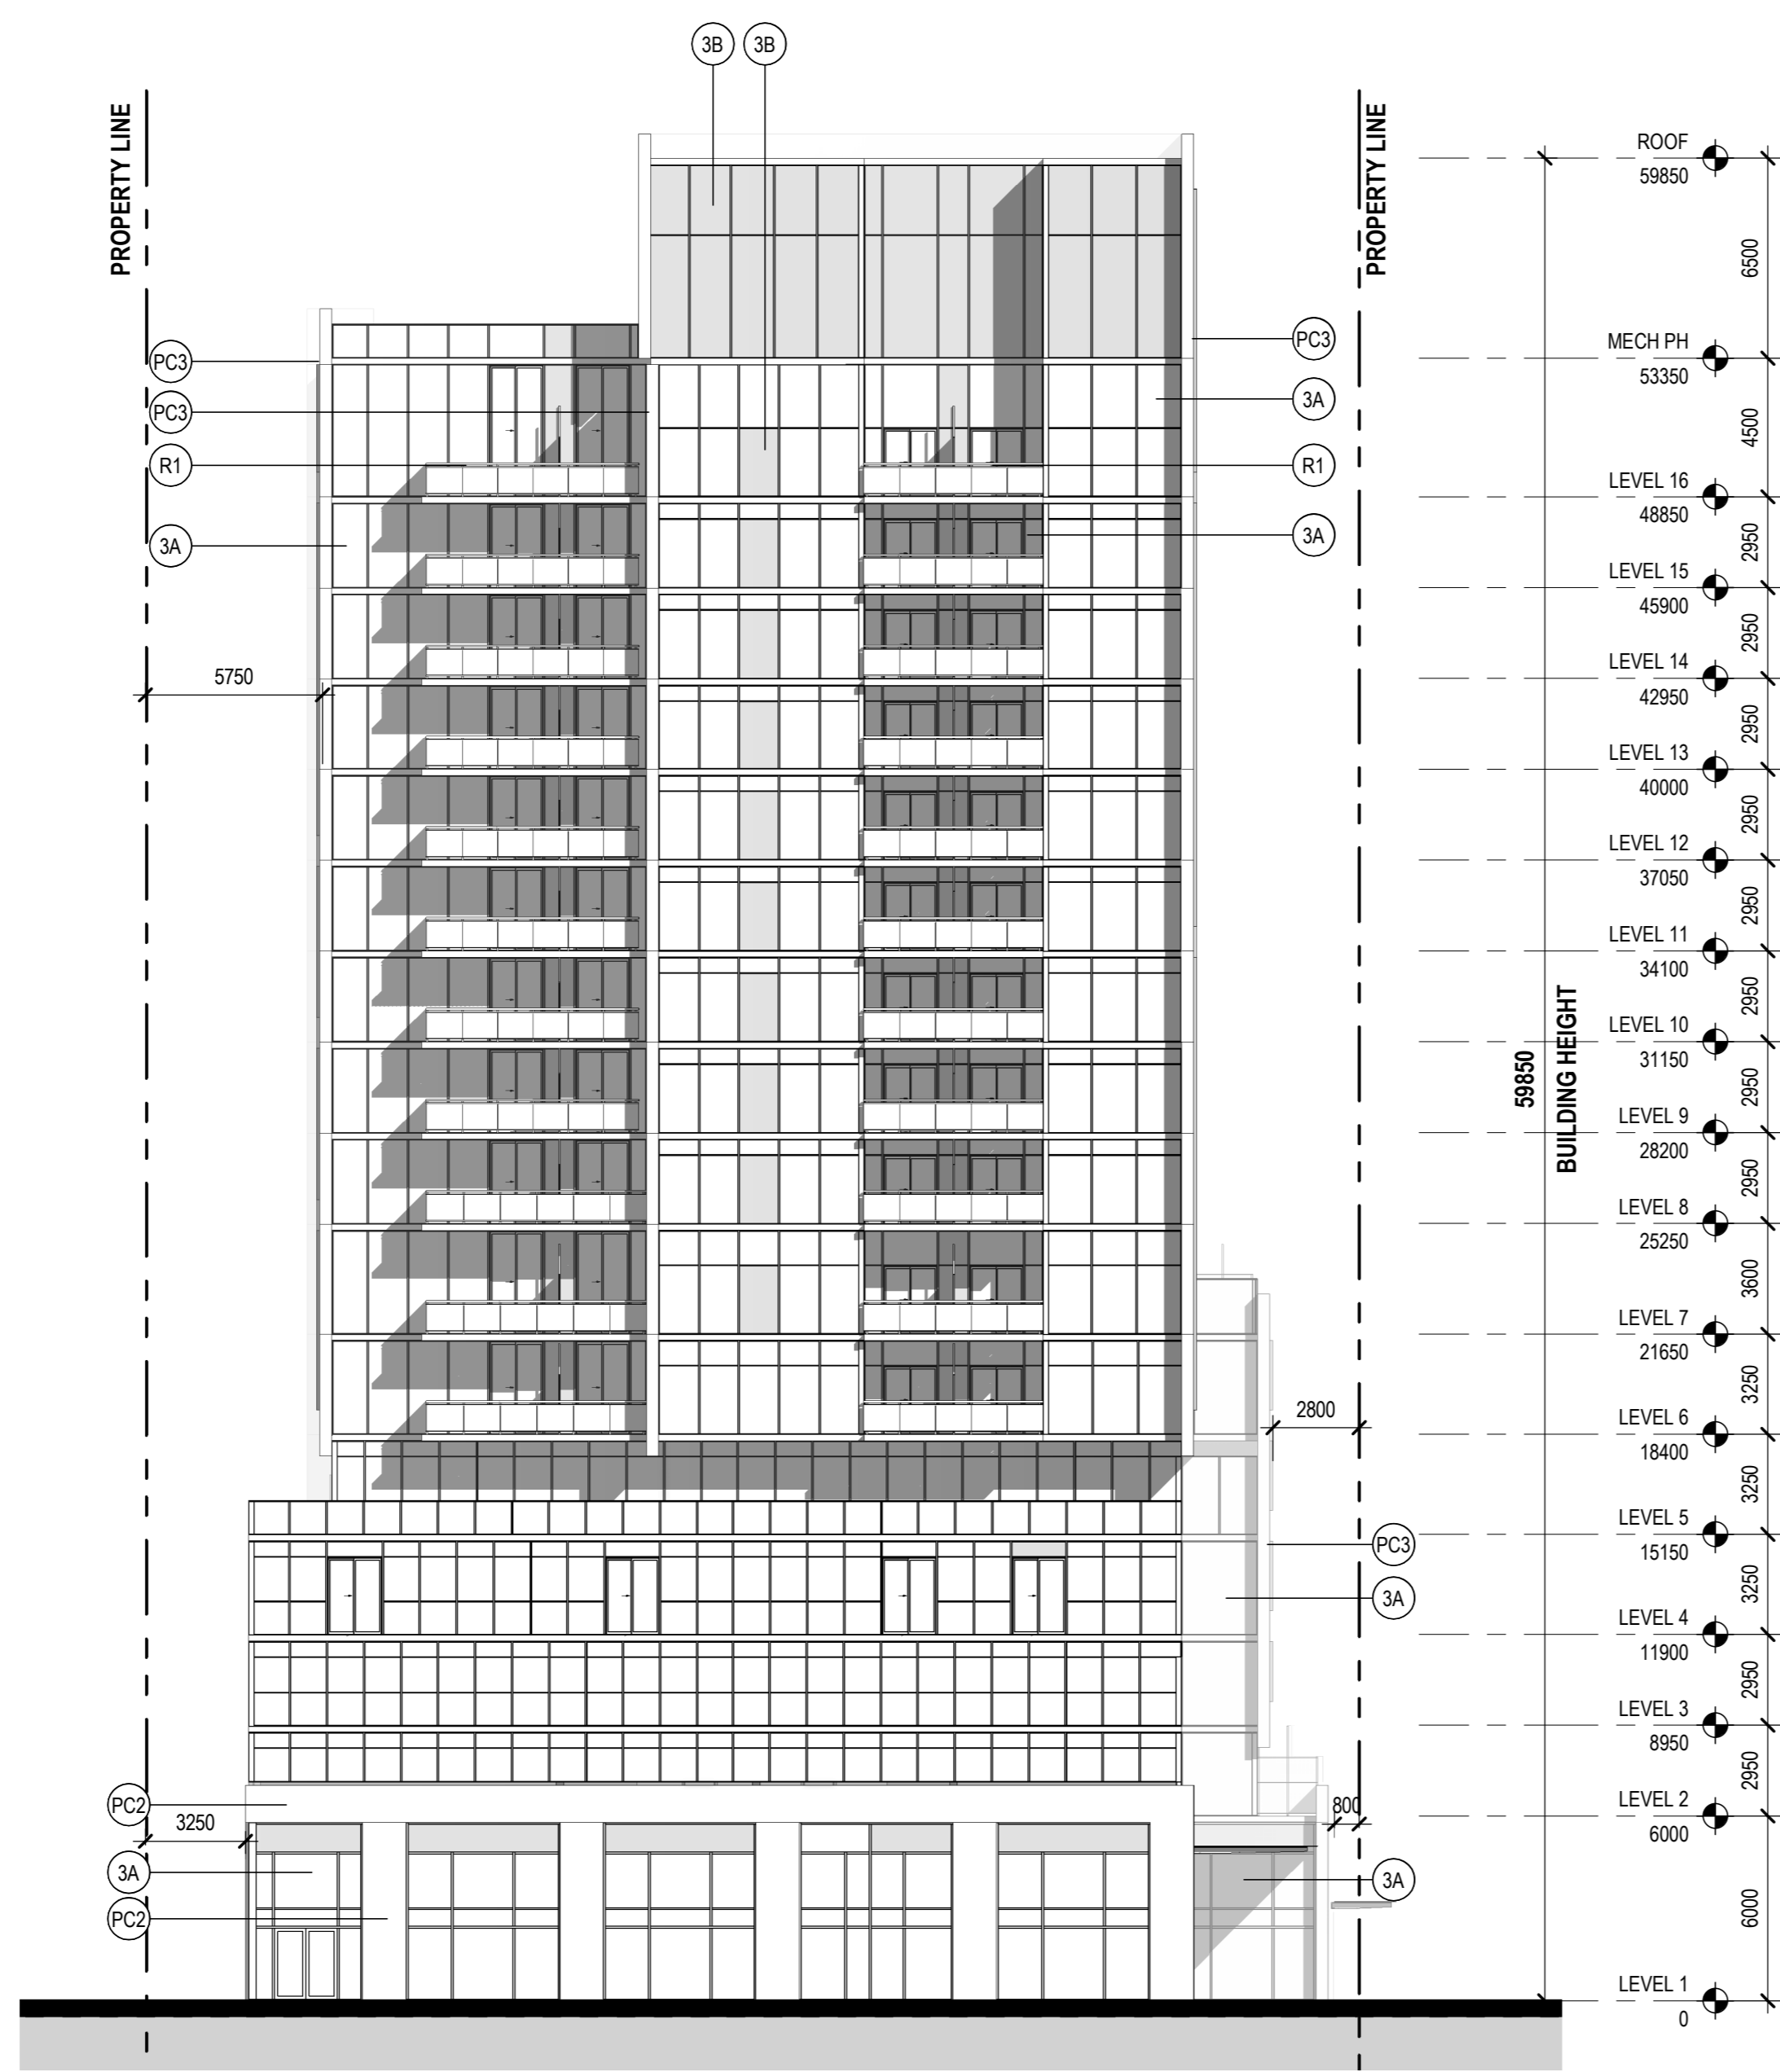 3B
3B
PROPERTY LINE
PROPERTY LINE
ROOF
59850
6500
PC3
PC3
MECH PH
53350
PC3
3A
4500
R1
R1
LEVEL 16
48850
3A
3A
2950
LEVEL 15
45900
2950
5750
LEVEL 14
42950
2950
LEVEL 13
40000
2950
LEVEL 12
37050
2950
LEVEL 11
34100
2950
LEVEL 10
31150
59850
BUILDING HEIGHT
2950
LEVEL 9
28200
2950
LEVEL 8
25250
3600
LEVEL 7
21650
3250
2800
LEVEL 6
18400
3250
LEVEL 5
15150
PC3
3250
3A
LEVEL 4
11900
2950
LEVEL 3
8950
2950
PC2
800
LEVEL 2
6000
3250
3A
3A
PC2
6000
LEVEL 1
0